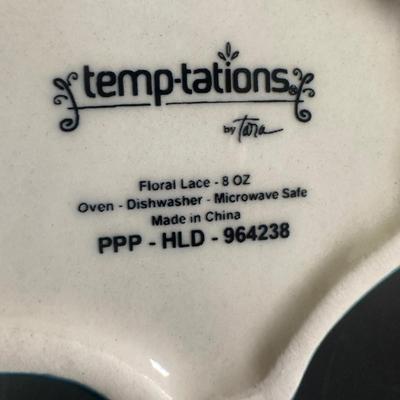 temp-tations®
by Tara
Floral Lace - 8 OZ
Oven - Dishwasher - Microwave Safe
Made in China
PPP - HLD - 964238